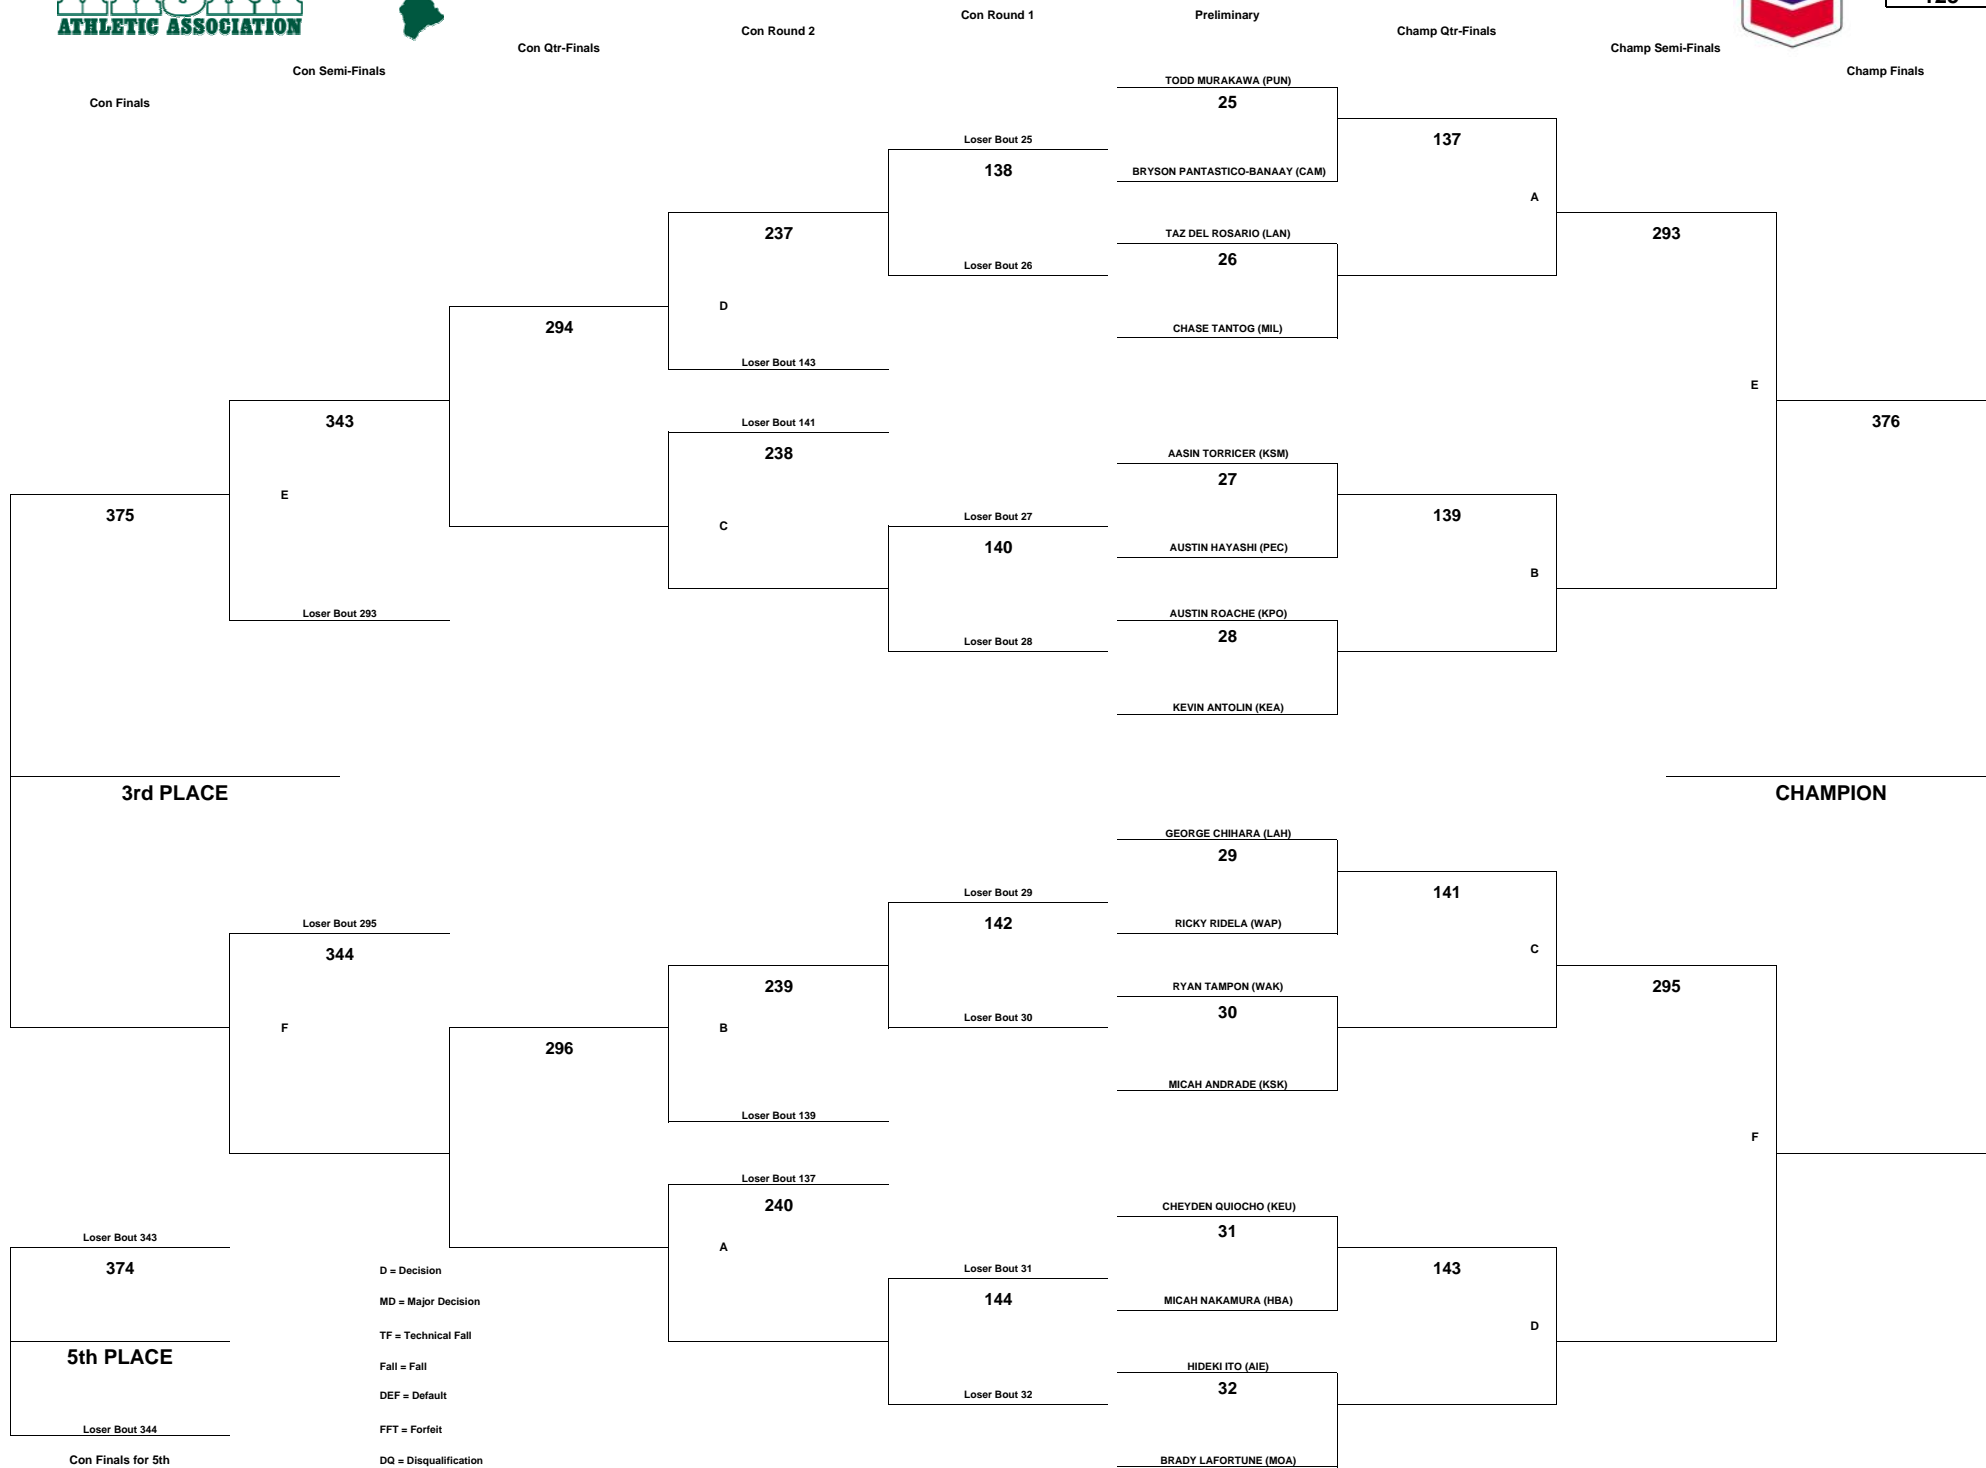 ATHLETIC ASSOCIATION
Con Finals
Con Semi-Finals
Con Qtr-Finals
Con Round 2
Con Round 1
Preliminary
Champ Qtr-Finals
Champ Semi-Finals
Champ Finals
TODD MURAKAWA (PUN)
25
BRYSON PANTASTICO-BANAAY (CAM)
TAZ DEL ROSARIO (LAN)
26
CHASE TANTOG (MIL)
AASIN TORRICER (KSM)
27
AUSTIN HAYASHI (PEC)
AUSTIN ROACHE (KPO)
28
KEVIN ANTOLIN (KEA)
GEORGE CHIHARA (LAH)
29
RICKY RIDELA (WAP)
RYAN TAMPON (WAK)
30
MICAH ANDRADE (KSK)
CHEYDEN QUIOCHO (KEU)
31
MICAH NAKAMURA (HBA)
HIDEKI ITO (AIE)
32
BRADY LAFORTUNE (MOA)
137
A
139
B
141
C
143
D
293
E
295
F
376
CHAMPION
Loser Bout 25
138
Loser Bout 26
Loser Bout 27
140
Loser Bout 28
Loser Bout 29
142
Loser Bout 30
Loser Bout 31
144
Loser Bout 32
237
D
Loser Bout 143
Loser Bout 141
238
C
239
B
Loser Bout 139
Loser Bout 137
240
A
294
296
343
E
Loser Bout 293
Loser Bout 295
344
F
375
3rd PLACE
Loser Bout 343
374
5th PLACE
Loser Bout 344
Con Finals for 5th
D = Decision
MD = Major Decision
TF = Technical Fall
Fall = Fall
DEF = Default
FFT = Forfeit
DQ = Disqualification